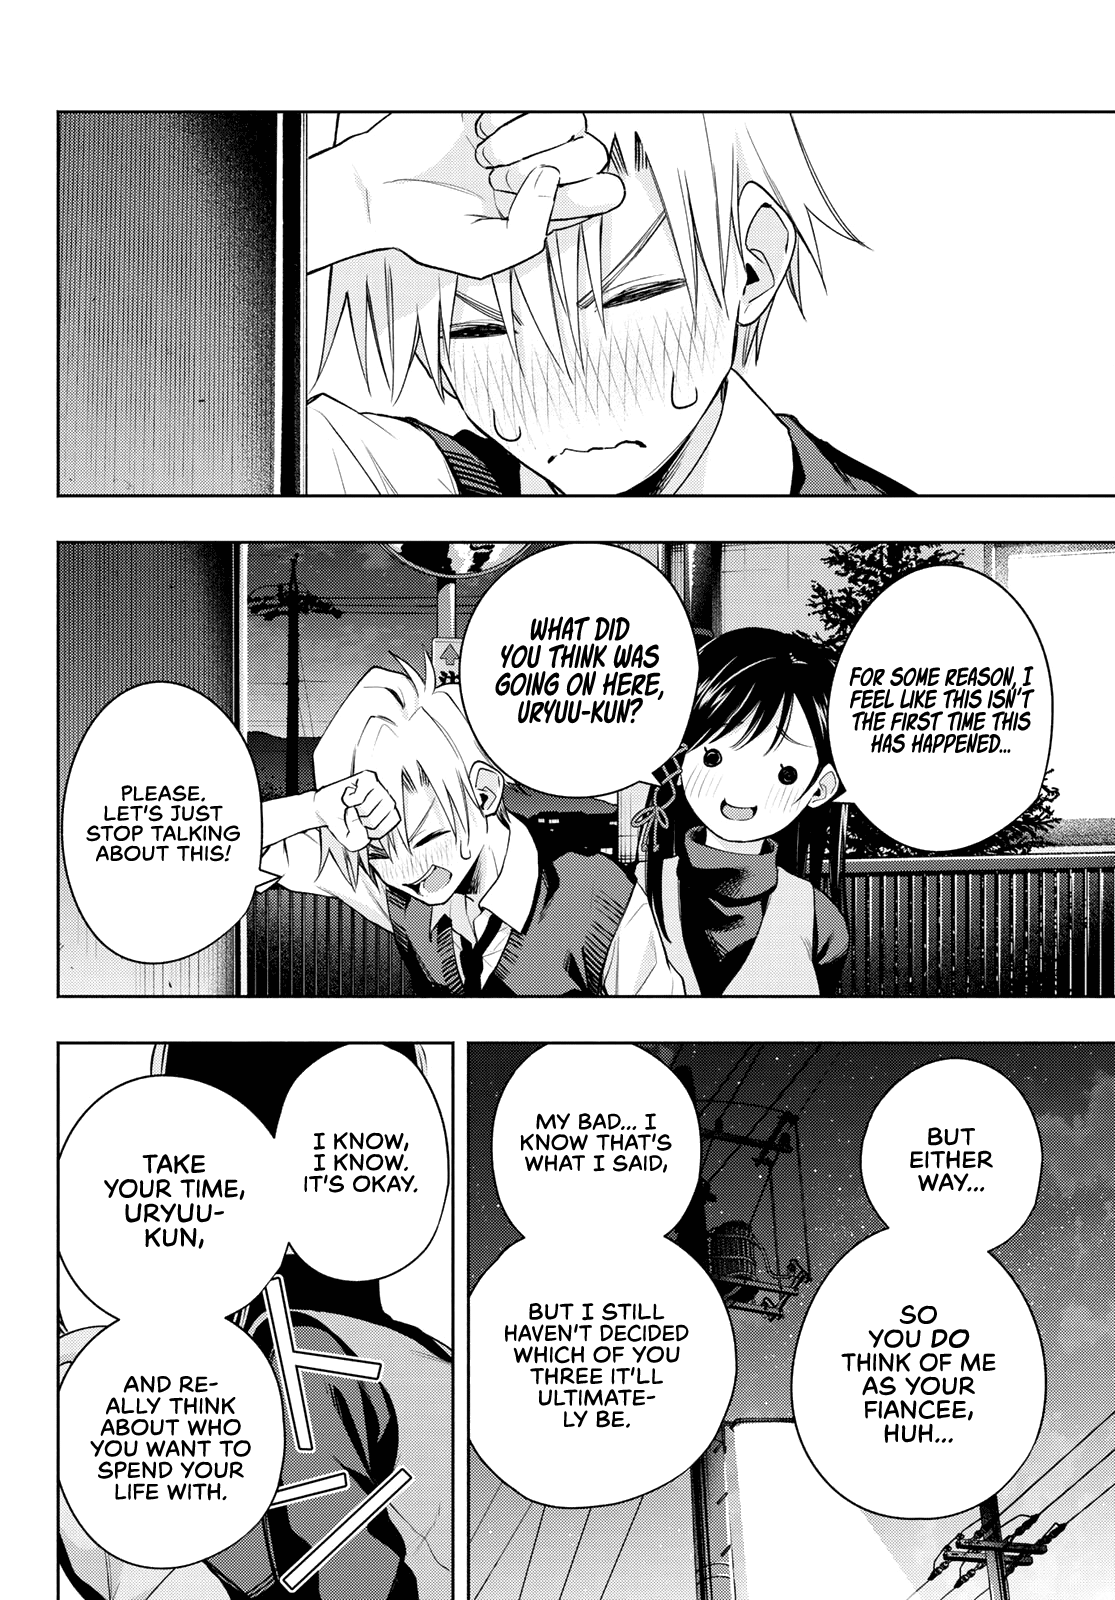 FOR SOME REASON, I
FEEL LIKE THIS ISN'T
THE FIRST TIME THIS
HAS HAPPENED...
WHAT DID
YOU THINK WAS
GOING ON HERE,
URYUU-KUN?
PLEASE.
LET'S JUST
STOP TALKING
ABOUT THIS!
BUT
EITHER
WAY...
SO
YOU DO
THINK OF ME
AS YOUR
FIANCEE,
HUH...
MY BAD... I
KNOW THAT'S
WHAT I SAID,
BUT I STILL
HAVEN'T DECIDED
WHICH OF YOU
THREE IT'LL
ULTIMATE-
LY BE.
I KNOW,
I KNOW.
IT'S OKAY.
TAKE
YOUR TIME,
URYUU-
KUN,
AND RE-
ALLY THINK
ABOUT WHO
YOU WANT TO
SPEND YOUR
LIFE WITH.